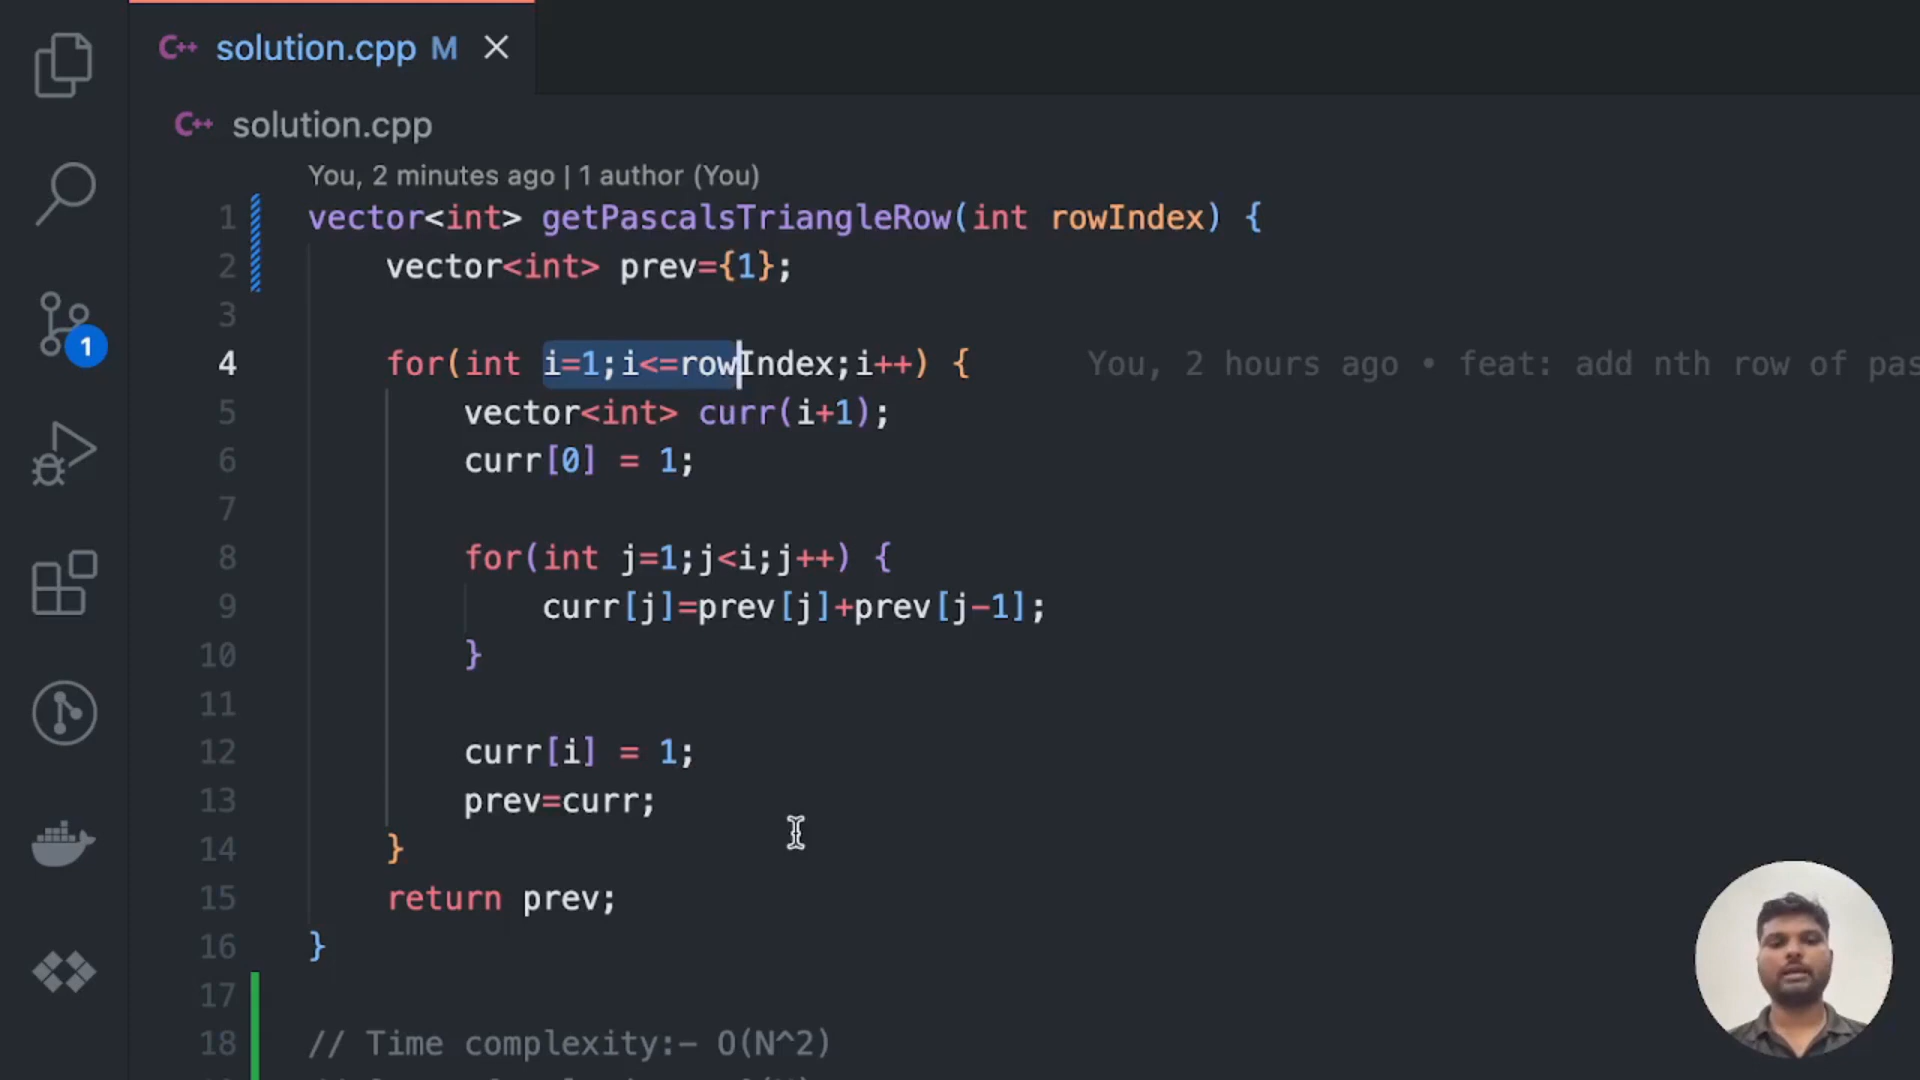 C++ solution.cpp M
C++ solution.cpp
You, 2 minutes ago | 1 author (You)
1 vector<int> getPascalsTriangleRow(int rowIndex) {
2 vector<int> prev={1};
3
4 for(int i=1;i<=rowIndex;i++) { You, 2 hours ago • feat: add nth row of pas
5 vector<int> curr(i+1);
6 curr[0] = 1;
7
8 for(int j=1;j<i;j++) {
9 curr[j]=prev[j]+prev[j-1];
10 }
11
12 curr[i] = 1;
13 prev=curr;
14 }
15 return prev;
16 }
17
18 // Time complexity:- O(N^2)
1